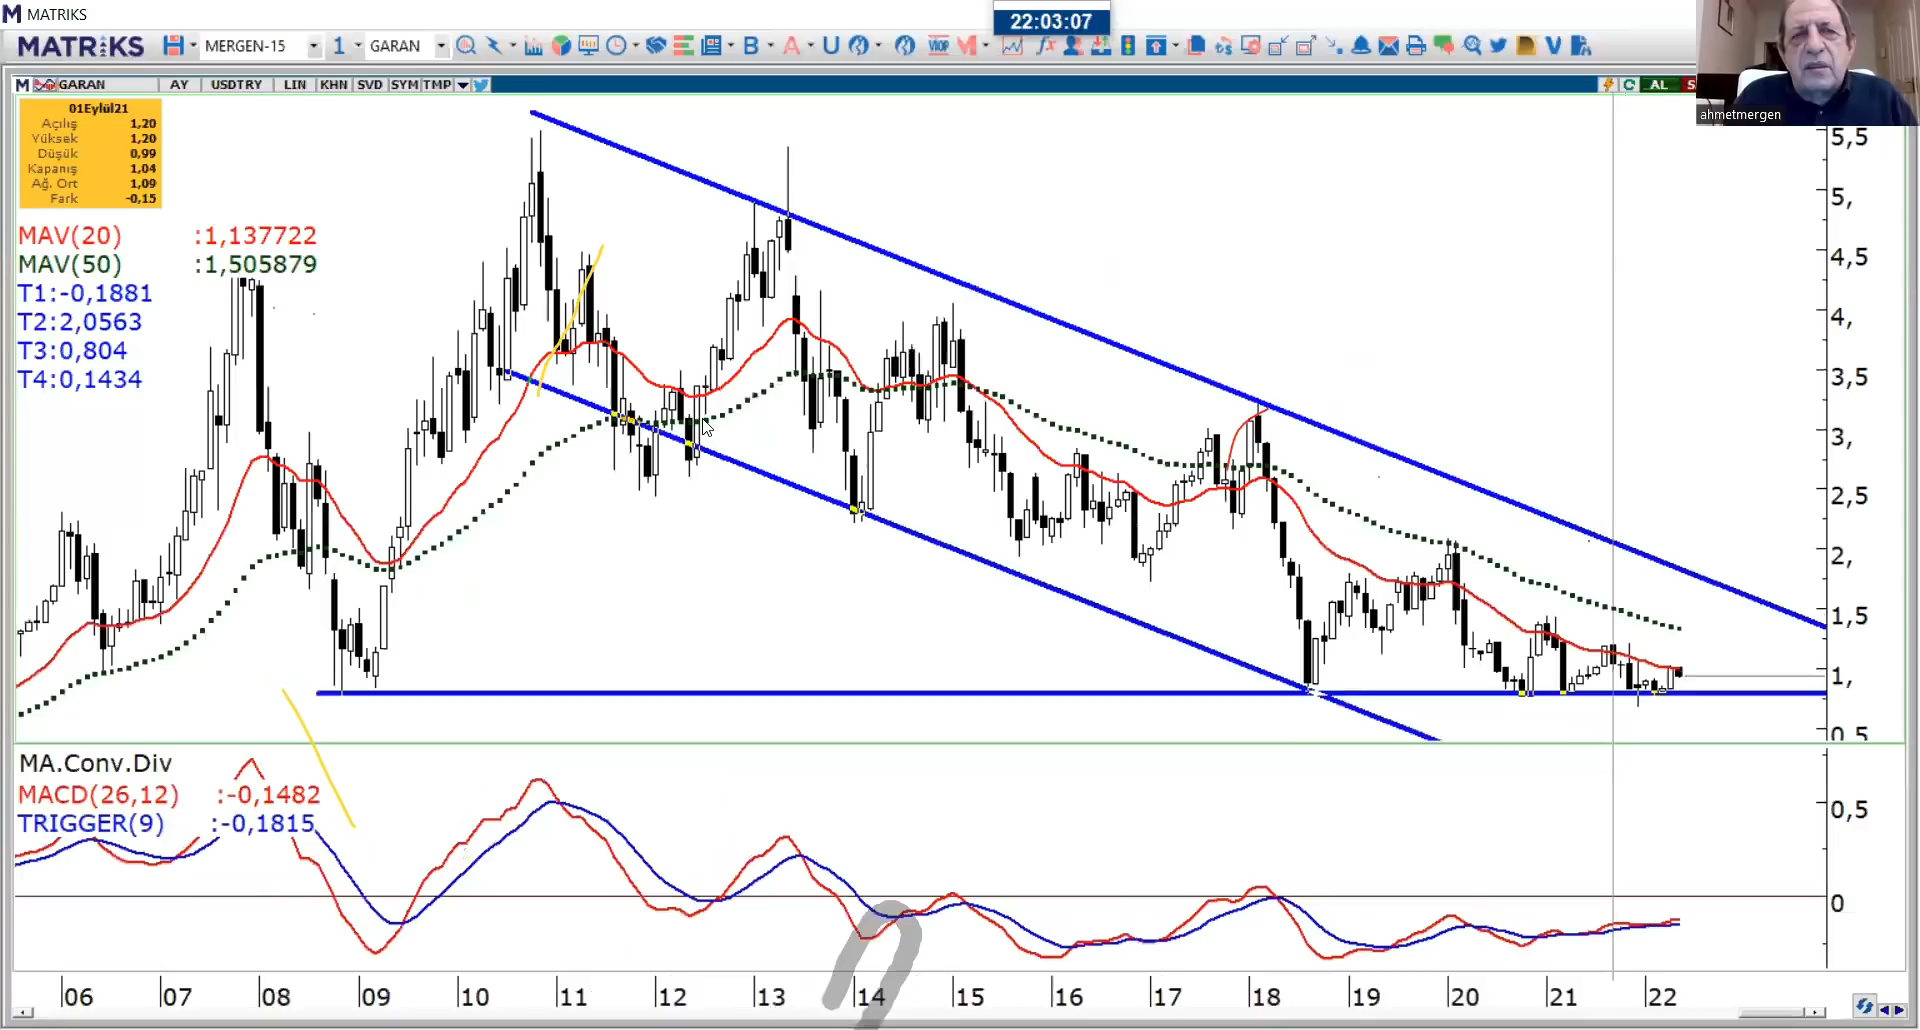 MATRIKS
22:03:07
MATRIKS MERGEN-15 1 GARAN B A U VIOP M fx V
ahmetmergen
M GARAN AY USDTRY LIN KHN SVD SYM TMP AL S
01Eylül21
Açılış 1,20
Yüksek 1,20
Düşük 0,99
Kapanış 1,04
Ağ. Ort 1,09
Fark -0,15
MAV(20) :1,137722
MAV(50) :1,505879
T1:-0,1881
T2:2,0563
T3:0,804
T4:0,1434
5,5
5,
4,5
4,
3,5
3,
2,5
2,
1,5
1,
0,5
MA.Conv.Div
MACD(26,12) :-0,1482
TRIGGER(9) :-0,1815
0,5
0
06 07 08 09 10 11 12 13 14 15 16 17 18 19 20 21 22